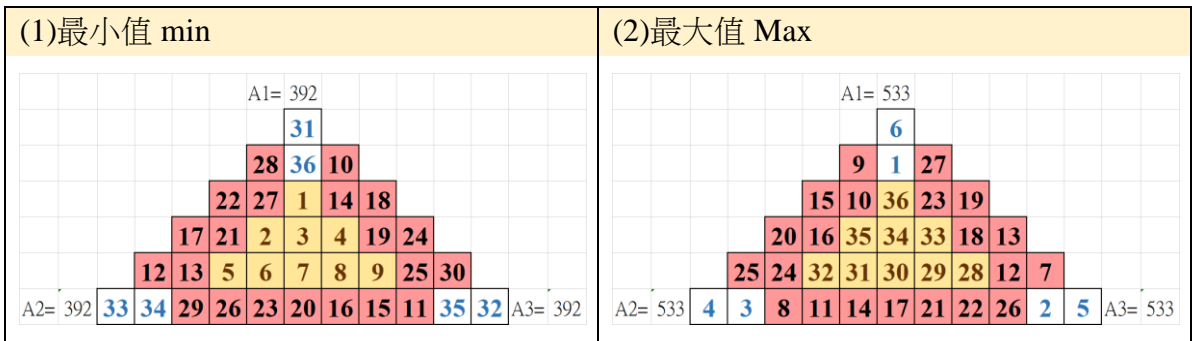 (1)最小值 min
(2)最大值 Max
A1= 392
31
28 36 10
22 27 1 14 18
17 21 2 3 4 19 24
12 13 5 6 7 8 9 25 30
A2= 392 33 34 29 26 23 20 16 15 11 35 32 A3= 392
A1= 533
6
9 1 27
15 10 36 23 19
20 16 35 34 33 18 13
25 24 32 31 30 29 28 12 7
A2= 533 4 3 8 11 14 17 21 22 26 2 5 A3= 533